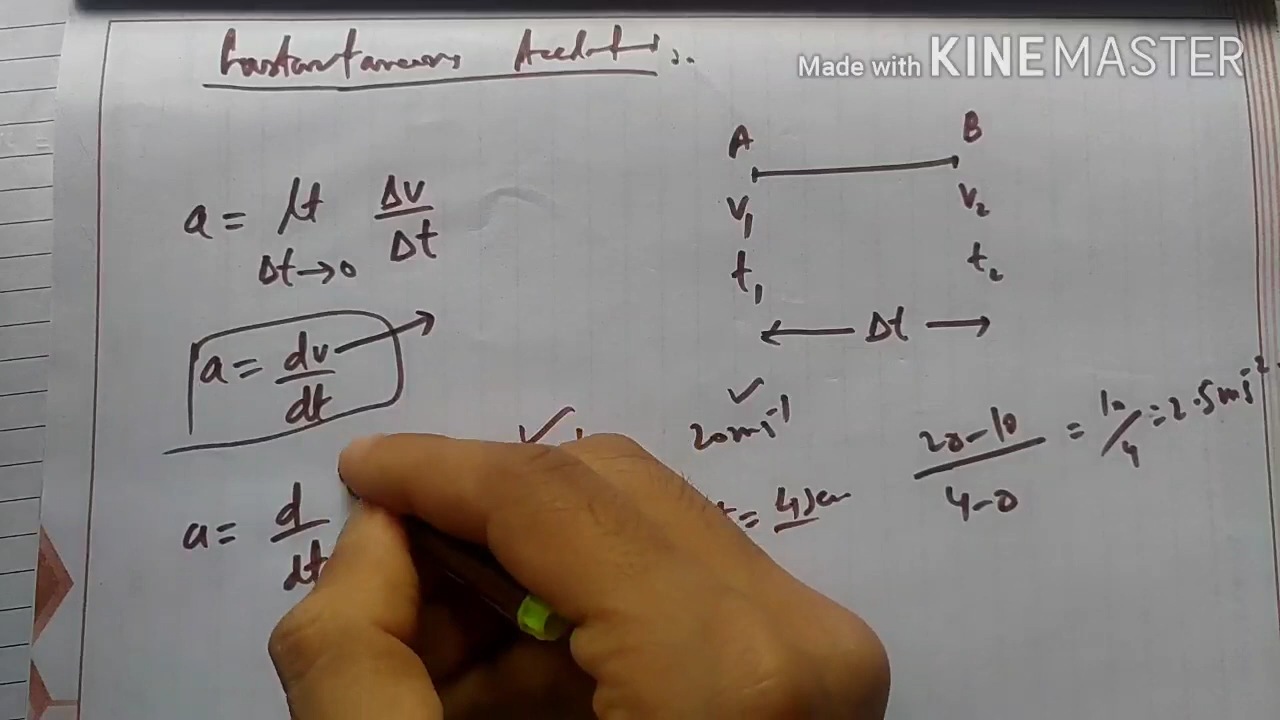 Instantaneous Accelatn :.
Made with KINEMASTER
A B
a = lt Δv/Δt
Δt→0
v₁ v₂
t₁ t₂
← Δt →
a = dv/dt
20ms⁻¹
(20-10)/(4-0) = 10/4 = 2.5ms⁻².
a = d/dt
= 4sec